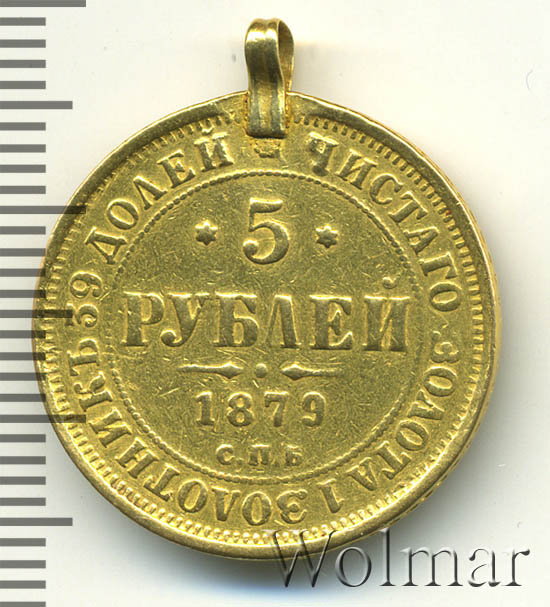 ЧИСТАГО ЗОЛОТА 1 ЗОЛОТНИКЪ 39 ДОЛЕЙ
* 5 *
РУБЛЕЙ
1879
С.П.Б
Wolmar